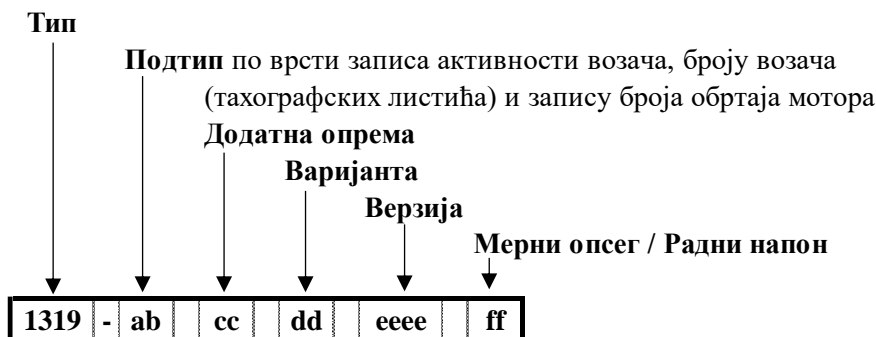 Тип
Подтип по врсти записа активности возача, броју возача
(тахографских листића) и запису броја обртаја мотора
Додатна опрема
Варијанта
Верзија
Мерни опсег / Радни напон
1319 - ab cc dd eeee ff